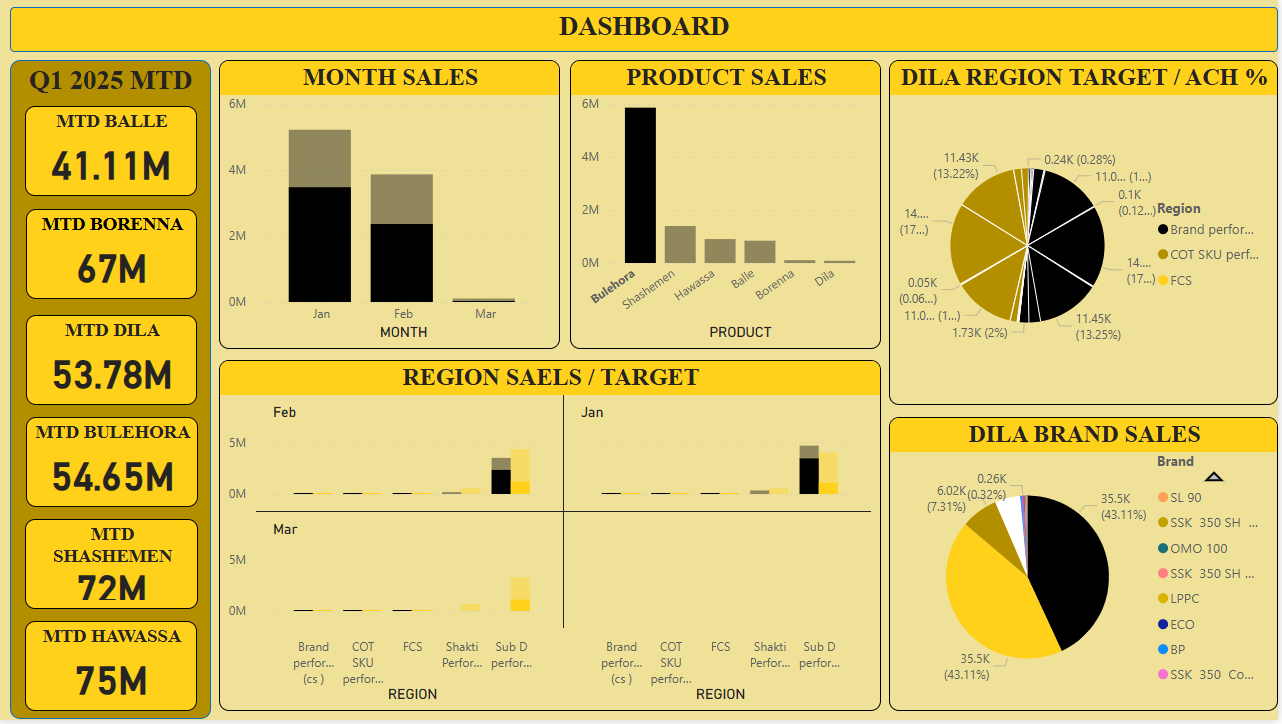 DASHBOARD
Q1 2025 MTD
MTD BALLE
41.11M
MTD BORENNA
67M
MTD DILA
53.78M
MTD BULEHORA
54.65M
MTD
SHASHEMEN
72M
MTD HAWASSA
75M
MONTH SALES
6M
4M
2M
0M
Jan Feb Mar
MONTH
PRODUCT SALES
6M
4M
2M
0M
Bulehora Shashemen Hawassa Balle Borenna Dila
PRODUCT
DILA REGION TARGET / ACH %
11.43K
(13.22%)
0.24K (0.28%)
11.0... (1...)
0.1K
(0.12...)
14....
(17...)
14....
(17...)
0.05K
(0.06...)
11.0... (1...)
1.73K (2%)
11.45K
(13.25%)
Region
Brand perfor...
COT SKU perf...
FCS
REGION SAELS / TARGET
Feb
Jan
5M
0M
Mar
5M
0M
Brand
perfor...
(cs )
COT
SKU
perfor...
FCS
Shakti
Perfor...
Sub D
perfor...
REGION
Brand
perfor...
(cs )
COT
SKU
perfor...
FCS
Shakti
Perfor...
Sub D
perfor...
REGION
DILA BRAND SALES
0.26K
(0.32%)
6.02K
(7.31%)
35.5K
(43.11%)
35.5K
(43.11%)
Brand
SL 90
SSK 350 SH ...
OMO 100
SSK 350 SH ...
LPPC
ECO
BP
SSK 350 Co...